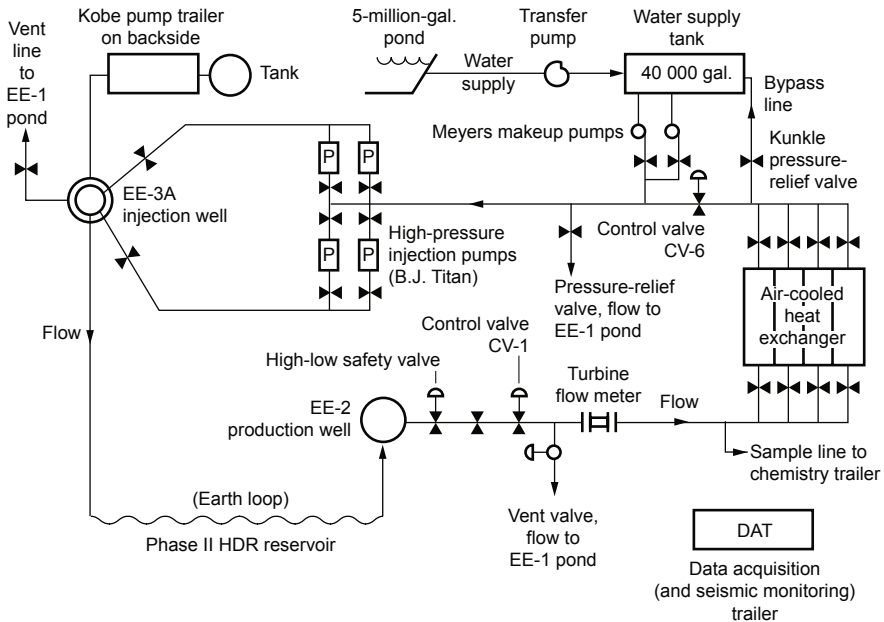 Vent
line
to
EE-1
pond
Kobe pump trailer
on backside
Tank
5-million-gal.
pond
Water
supply
Transfer
pump
Water supply
tank
40 000 gal.
Bypass
line
Meyers makeup pumps
Kunkle
pressure-
relief valve
P
P
P
P
EE-3A
injection well
High-pressure
injection pumps
(B.J. Titan)
Control valve
CV-6
Pressure-relief
valve, flow to
EE-1 pond
Air-cooled
heat
exchanger
Flow
Control valve
CV-1
High-low safety valve
Turbine
flow meter
Flow
EE-2
production well
Sample line to
chemistry trailer
(Earth loop)
Phase II HDR reservoir
Vent valve,
flow to
EE-1 pond
DAT
Data acquisition
(and seismic monitoring)
trailer